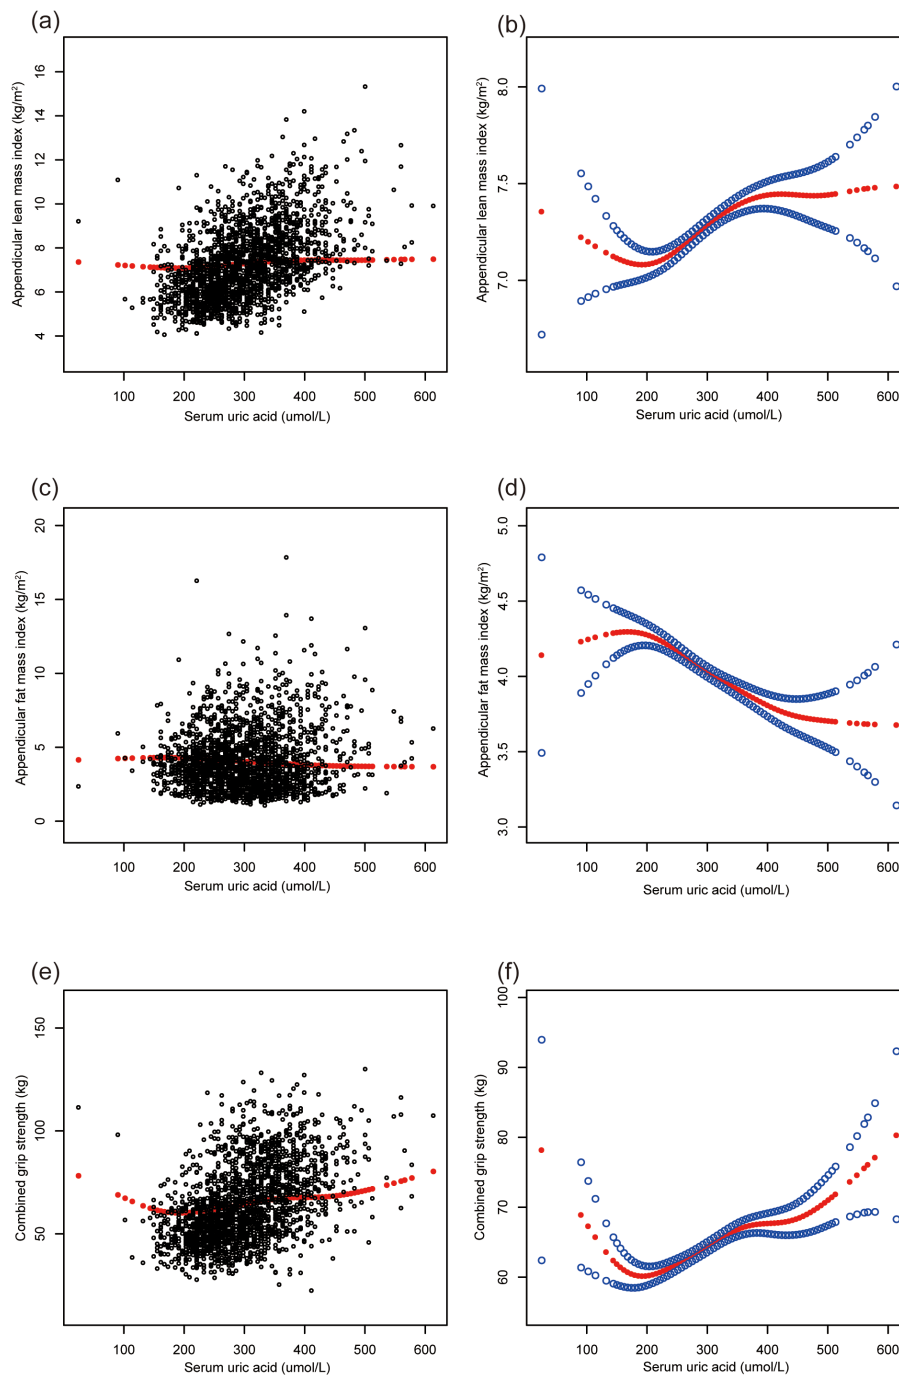 (a)
Appendicular lean mass index (kg/m²)
16
14
12
10
8
6
4
100 200 300 400 500 600
Serum uric acid (umol/L)
(b)
Appendicular lean mass index (kg/m²)
8.0
7.5
7.0
100 200 300 400 500 600
Serum uric acid (umol/L)
(c)
Appendicular fat mass index (kg/m²)
20
15
10
5
0
100 200 300 400 500 600
Serum uric acid (umol/L)
(d)
Appendicular fat mass index (kg/m²)
5.0
4.5
4.0
3.5
3.0
100 200 300 400 500 600
Serum uric acid (umol/L)
(e)
Combined grip strength (kg)
150
100
50
100 200 300 400 500 600
Serum uric acid (umol/L)
(f)
Combined grip strength (kg)
100
90
80
70
60
100 200 300 400 500 600
Serum uric acid (umol/L)